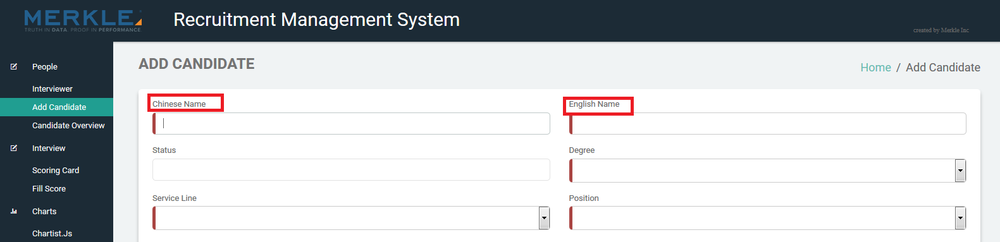 MERKLE
TRUTH IN DATA. PROOF IN PERFORMANCE
Recruitment Management System
created by Merkle Inc
People
Interviewer
Add Candidate
Candidate Overview
Interview
Scoring Card
Fill Score
Charts
Chartist.Js
ADD CANDIDATE
Home / Add Candidate
Chinese Name
English Name
Status
Degree
Service Line
Position